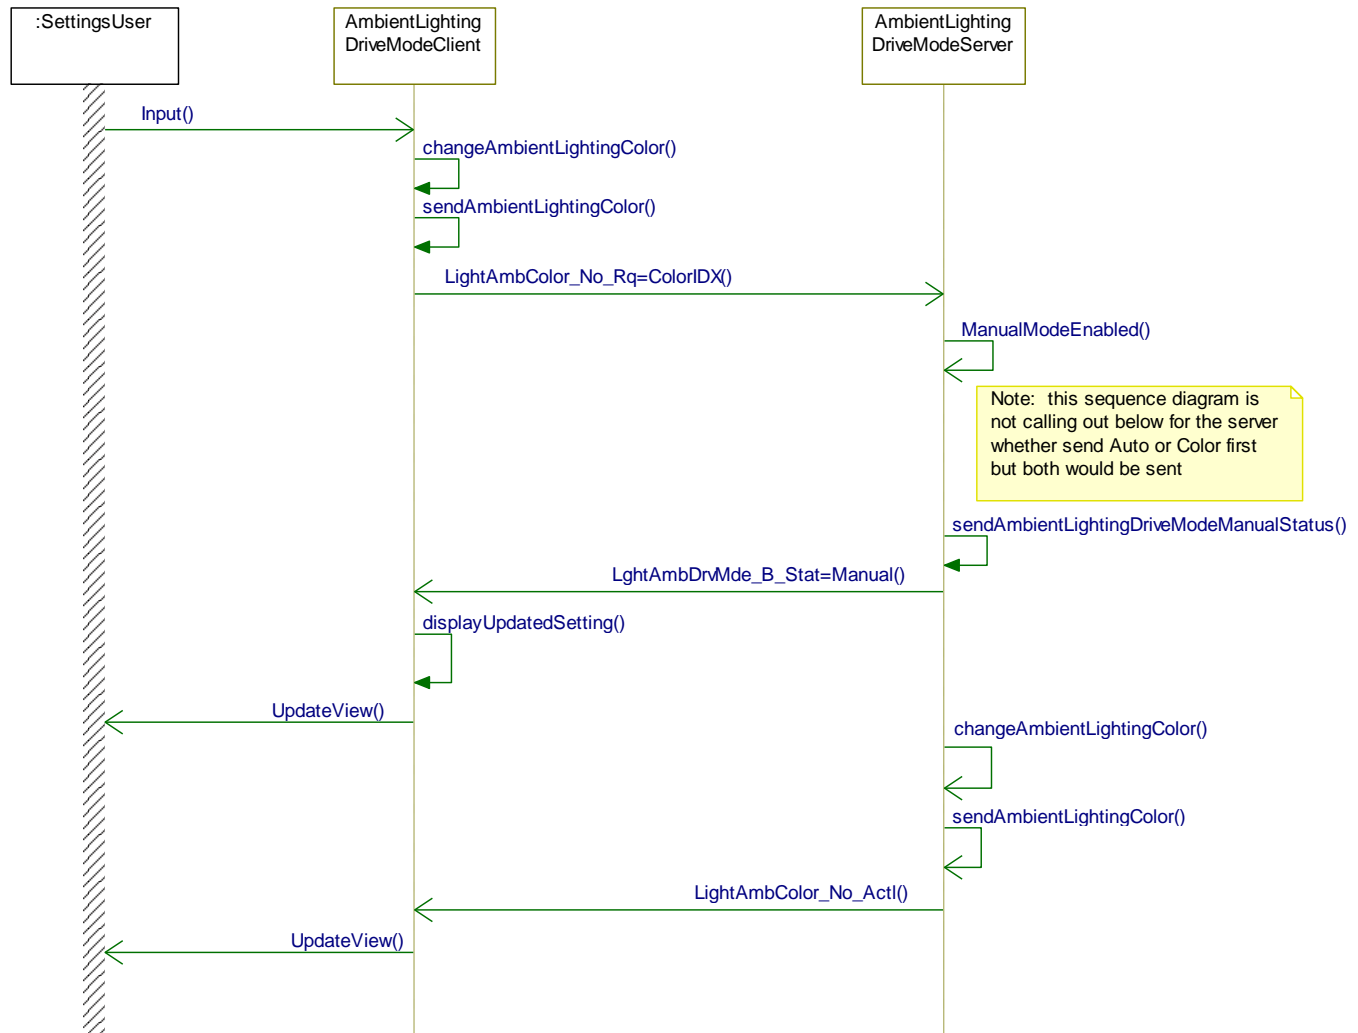 :SettingsUser
AmbientLighting
DriveModeClient
AmbientLighting
DriveModeServer
Input()
changeAmbientLightingColor()
sendAmbientLightingColor()
LightAmbColor_No_Rq=ColorIDX()
ManualModeEnabled()
Note:  this sequence diagram is
not calling out below for the server
whether send Auto or Color first
but both would be sent
sendAmbientLightingDriveModeManualStatus()
LghtAmbDrvMde_B_Stat=Manual()
displayUpdatedSetting()
UpdateView()
changeAmbientLightingColor()
sendAmbientLightingColor()
LightAmbColor_No_Actl()
UpdateView()